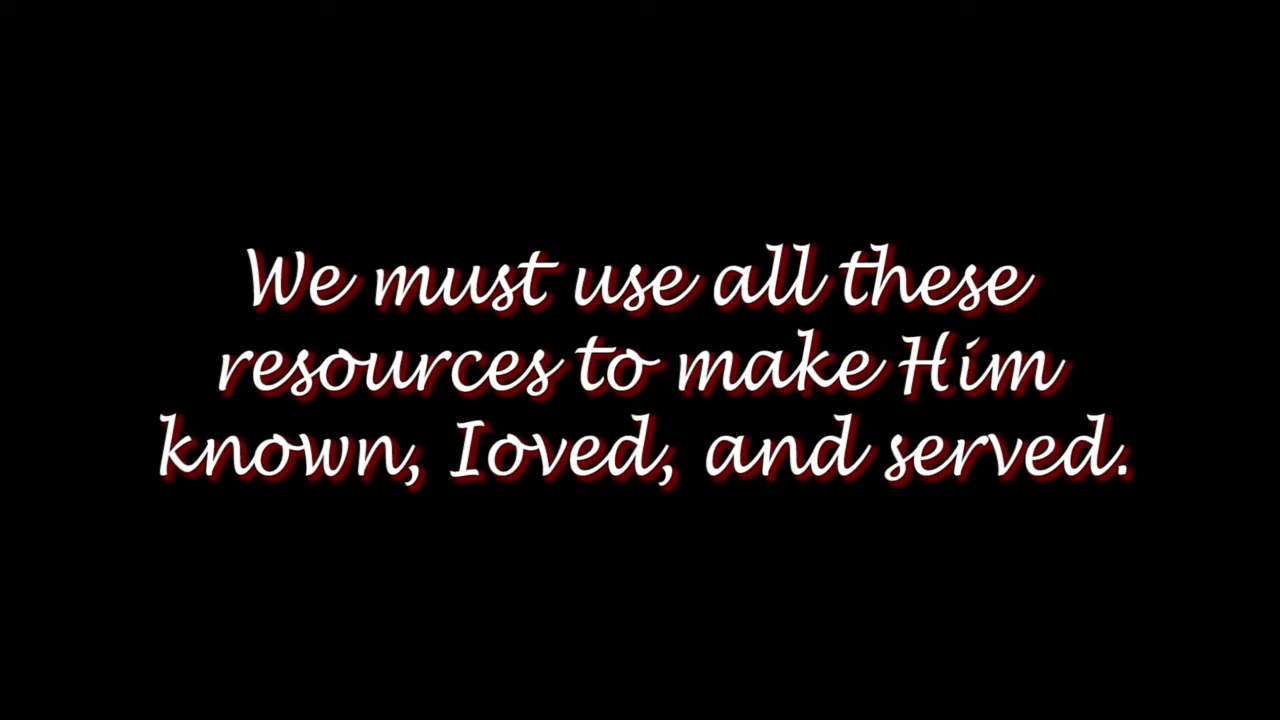 We must use all these
resources to make Him
known, Ioved, and served.